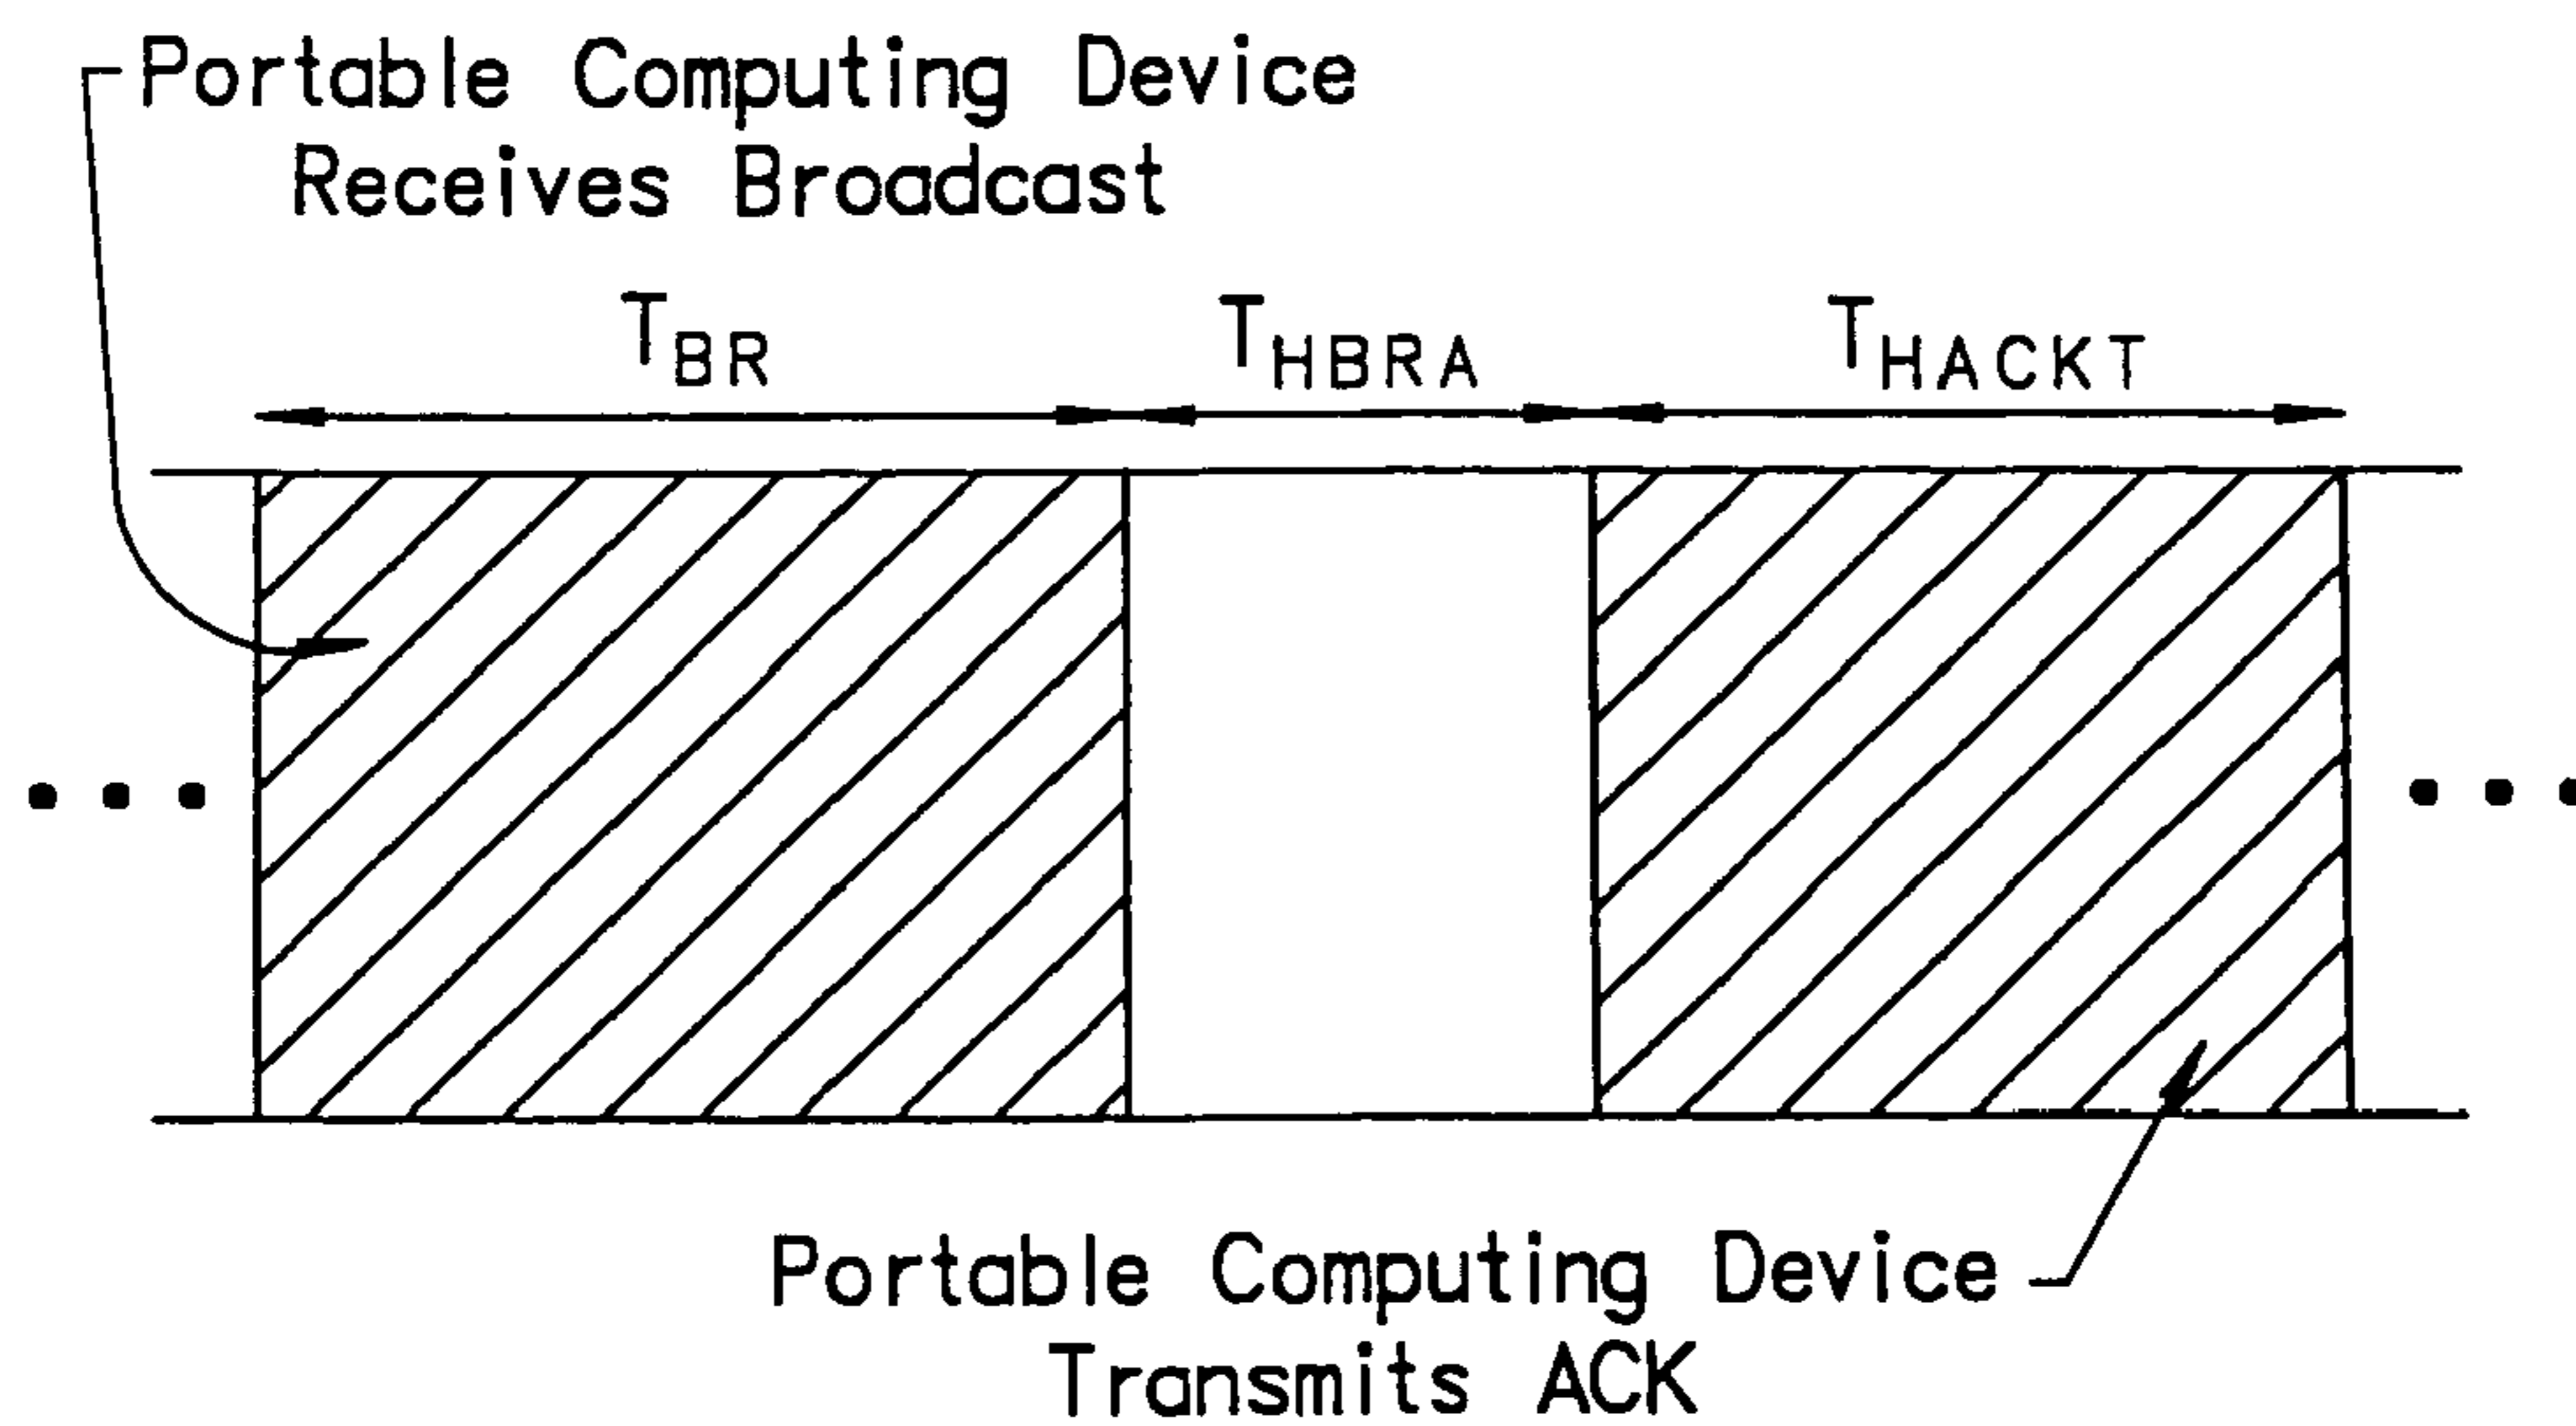 Portable Computing Device
Receives Broadcast
TBR THBRA THACKT
Portable Computing Device
Transmits ACK